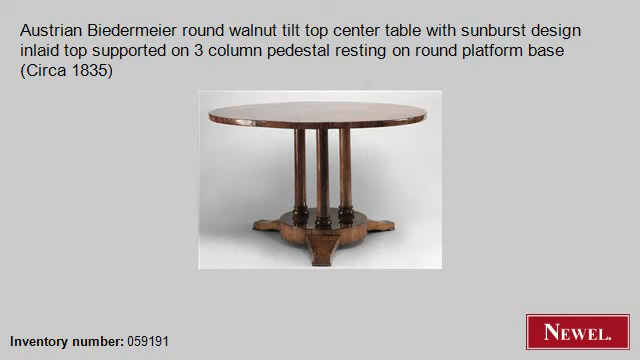 Austrian Biedermeier round walnut tilt top center table with sunburst design
inlaid top supported on 3 column pedestal resting on round platform base
(Circa 1835)
Inventory number: 059191
NEWEL.